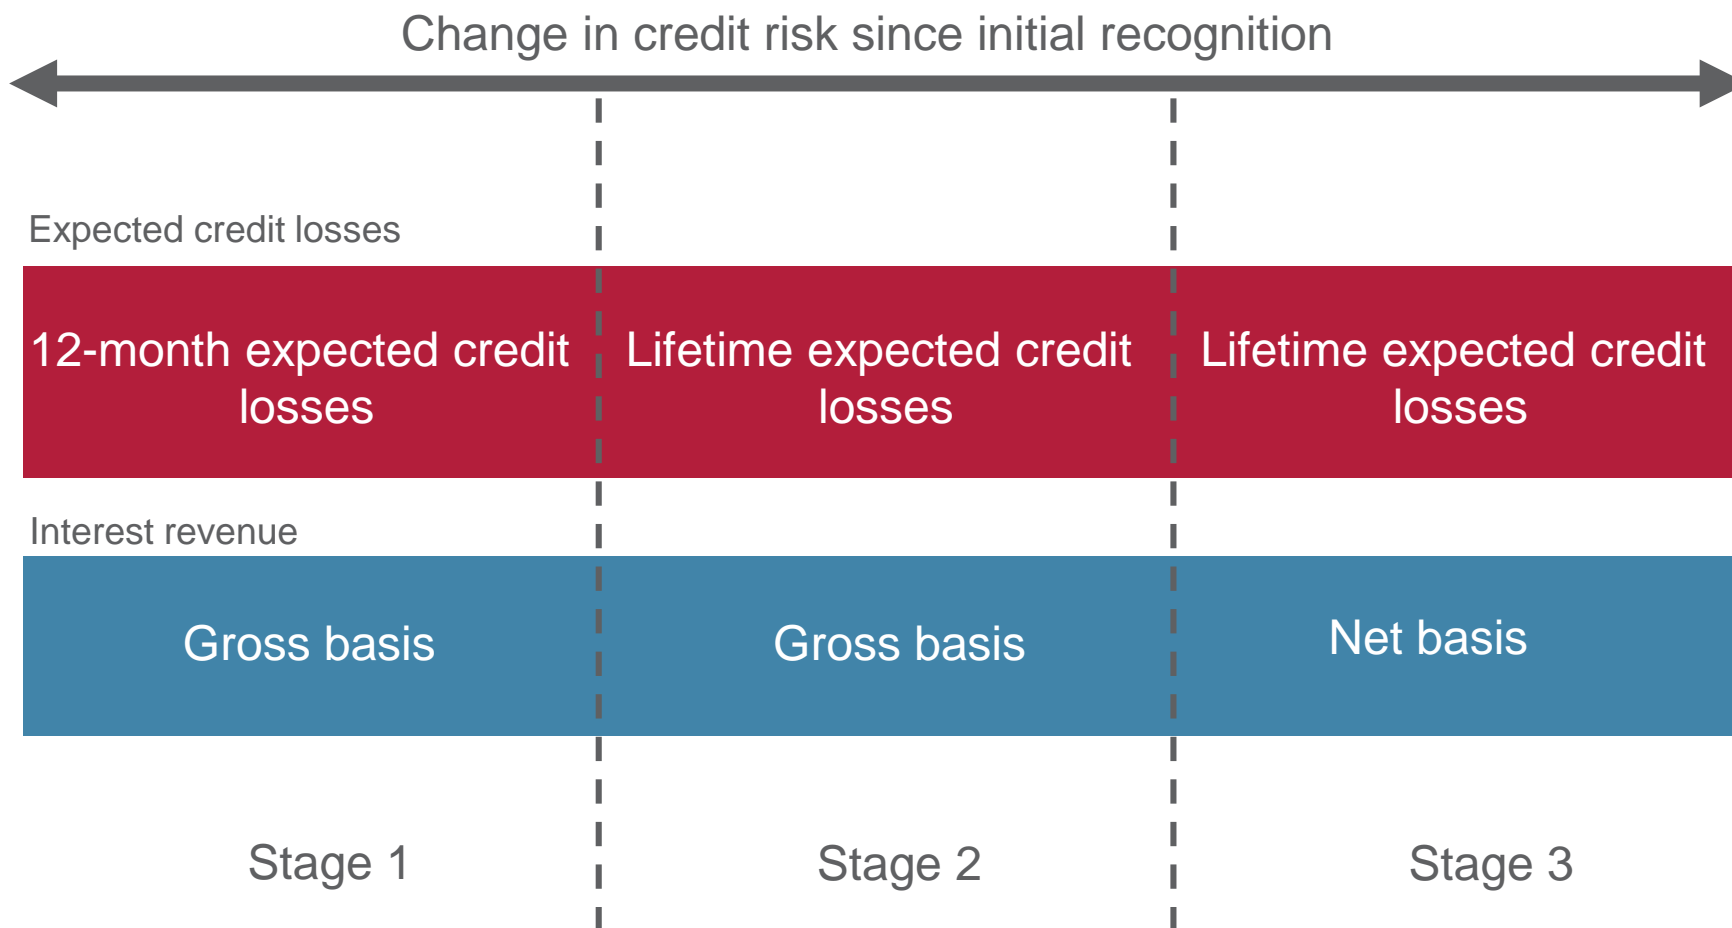 Change in credit risk since initial recognition
Expected credit losses
12-month expected credit
losses
Lifetime expected credit
losses
Lifetime expected credit
losses
Interest revenue
Gross basis
Gross basis
Net basis
Stage 1
Stage 2
Stage 3